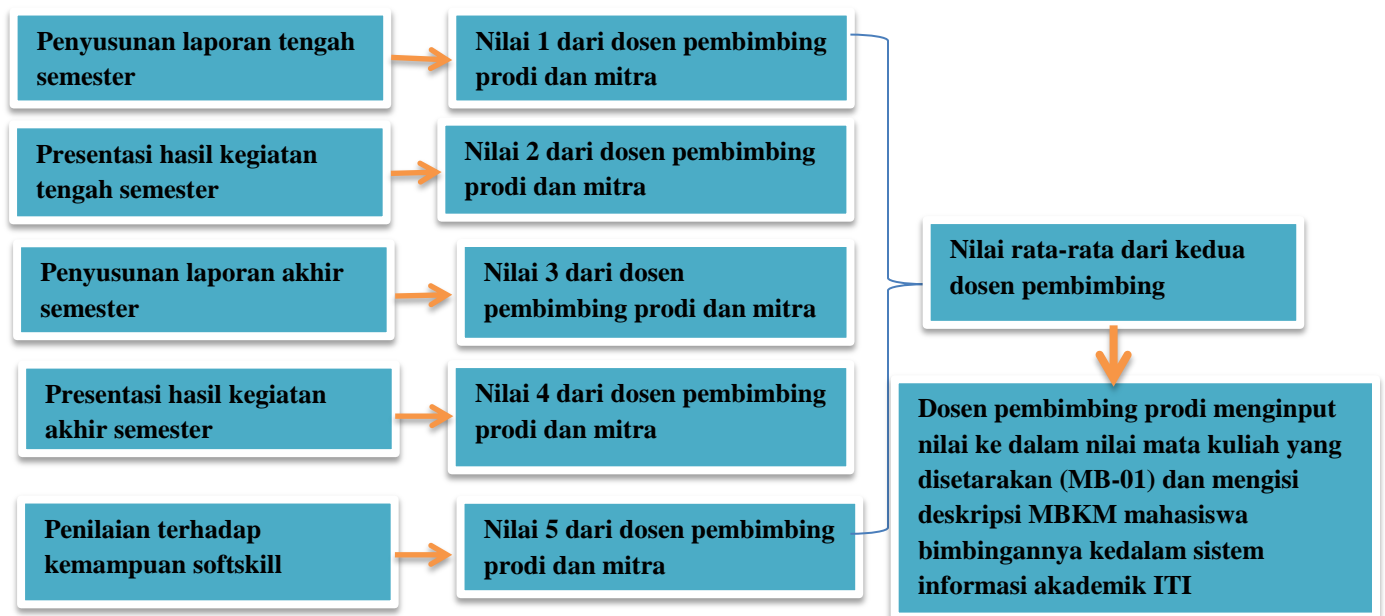 Penyusunan laporan tengah
semester
Nilai 1 dari dosen pembimbing
prodi dan mitra
Presentasi hasil kegiatan
tengah semester
Nilai 2 dari dosen pembimbing
prodi dan mitra
Penyusunan laporan akhir
semester
Nilai 3 dari dosen
pembimbing prodi dan mitra
Presentasi hasil kegiatan
akhir semester
Nilai 4 dari dosen pembimbing
prodi dan mitra
Penilaian terhadap
kemampuan softskill
Nilai 5 dari dosen pembimbing
prodi dan mitra
Nilai rata-rata dari kedua
dosen pembimbing
Dosen pembimbing prodi menginput
nilai ke dalam nilai mata kuliah yang
disetarakan (MB-01) dan mengisi
deskripsi MBKM mahasiswa
bimbingannya kedalam sistem
informasi akademik ITI